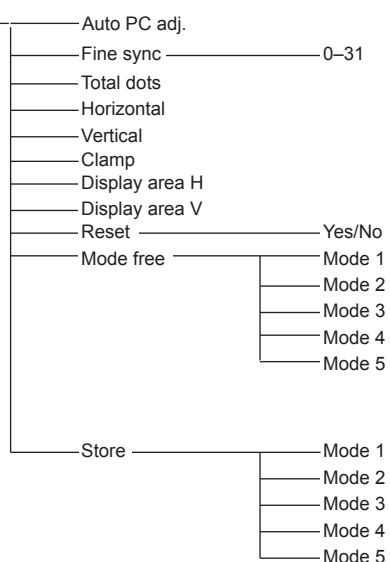 Auto PC adj.
Fine sync 0–31
Total dots
Horizontal
Vertical
Clamp
Display area H
Display area V
Reset Yes/No
Mode free Mode 1
Mode 2
Mode 3
Mode 4
Mode 5
Store Mode 1
Mode 2
Mode 3
Mode 4
Mode 5